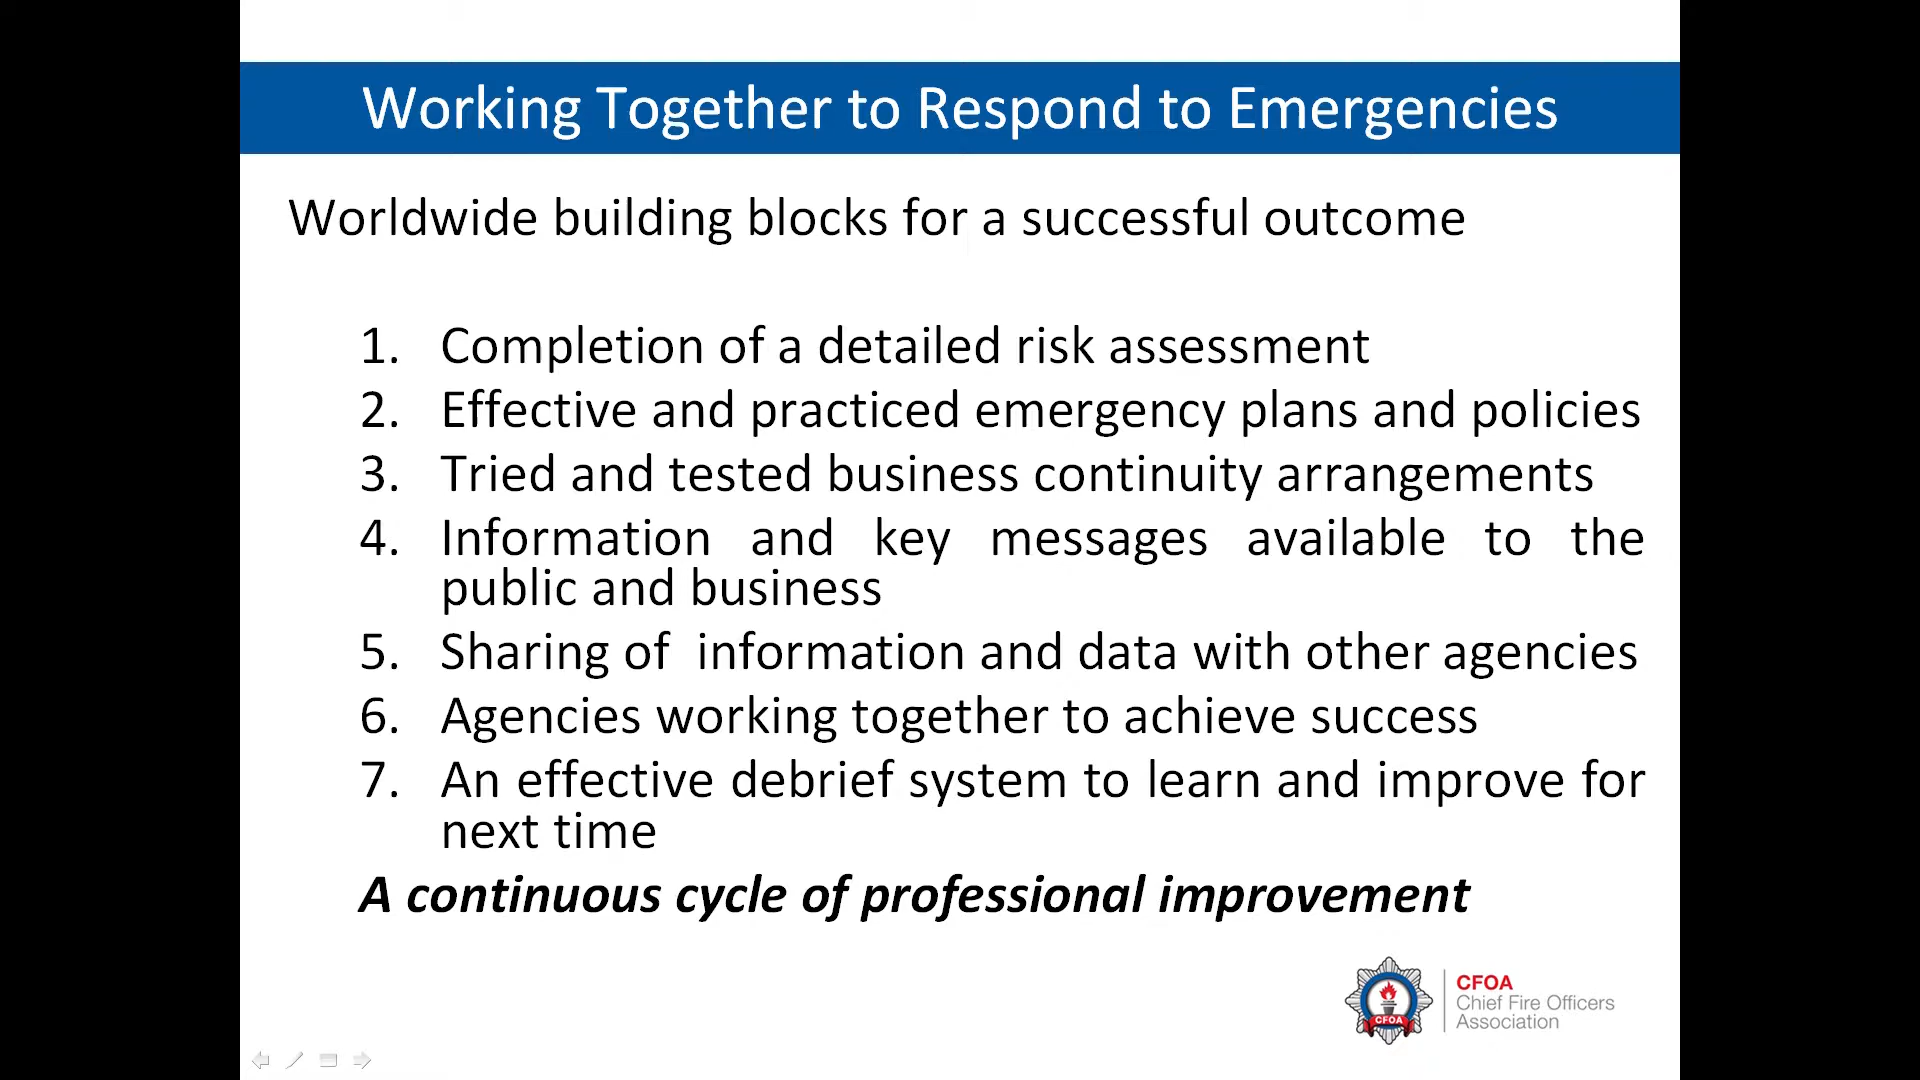 Working Together to Respond to Emergencies
Worldwide building blocks for a successful outcome
1. Completion of a detailed risk assessment
2. Effective and practiced emergency plans and policies
3. Tried and tested business continuity arrangements
4. Information and key messages available to the
public and business
5. Sharing of  information and data with other agencies
6. Agencies working together to achieve success
7. An effective debrief system to learn and improve for
next time
A continuous cycle of professional improvement
CFOA
CFOA
Chief Fire Officers
Association